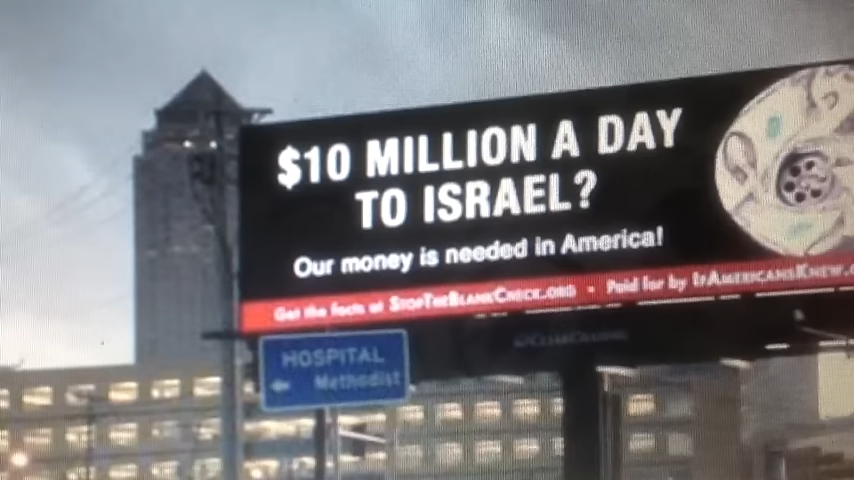 $10 MILLION A DAY
TO ISRAEL?
Our money is needed in America!
Get the facts at STOPTHEBLANKCHECK.ORG • Paid for by IFAMERICANSKNEW.
HOSPITAL
← Methodist